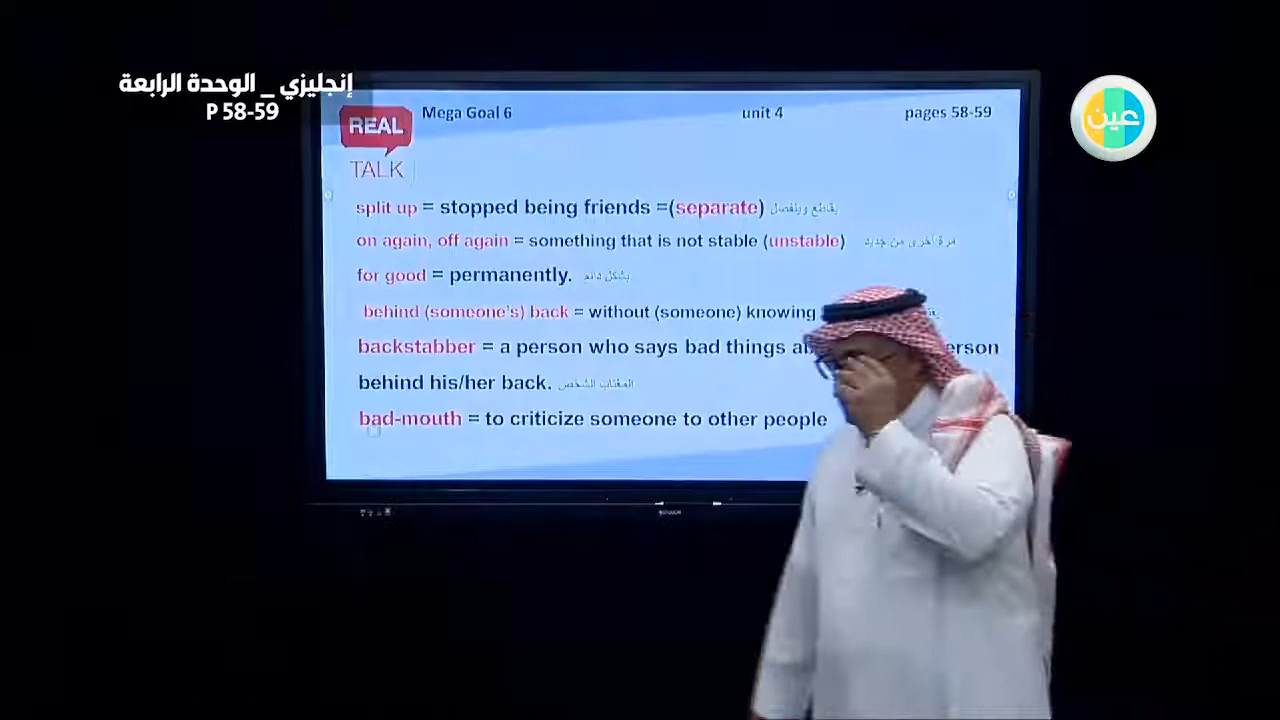 إنجليزي _ الوحدة الرابعة
P 58-59
عين
REAL
TALK
Mega Goal 6 unit 4 pages 58-59
split up = stopped being friends =(separate) يقاطع وينفصل
on again, off again = something that is not stable (unstable) مرة أخرى من جديد
for good = permanently. بشكل دائم
behind (someone's) back = without (someone) knowing
backstabber = a person who says bad things
behind his/her back. المغتاب الشخص
bad-mouth = to criticize someone to other people